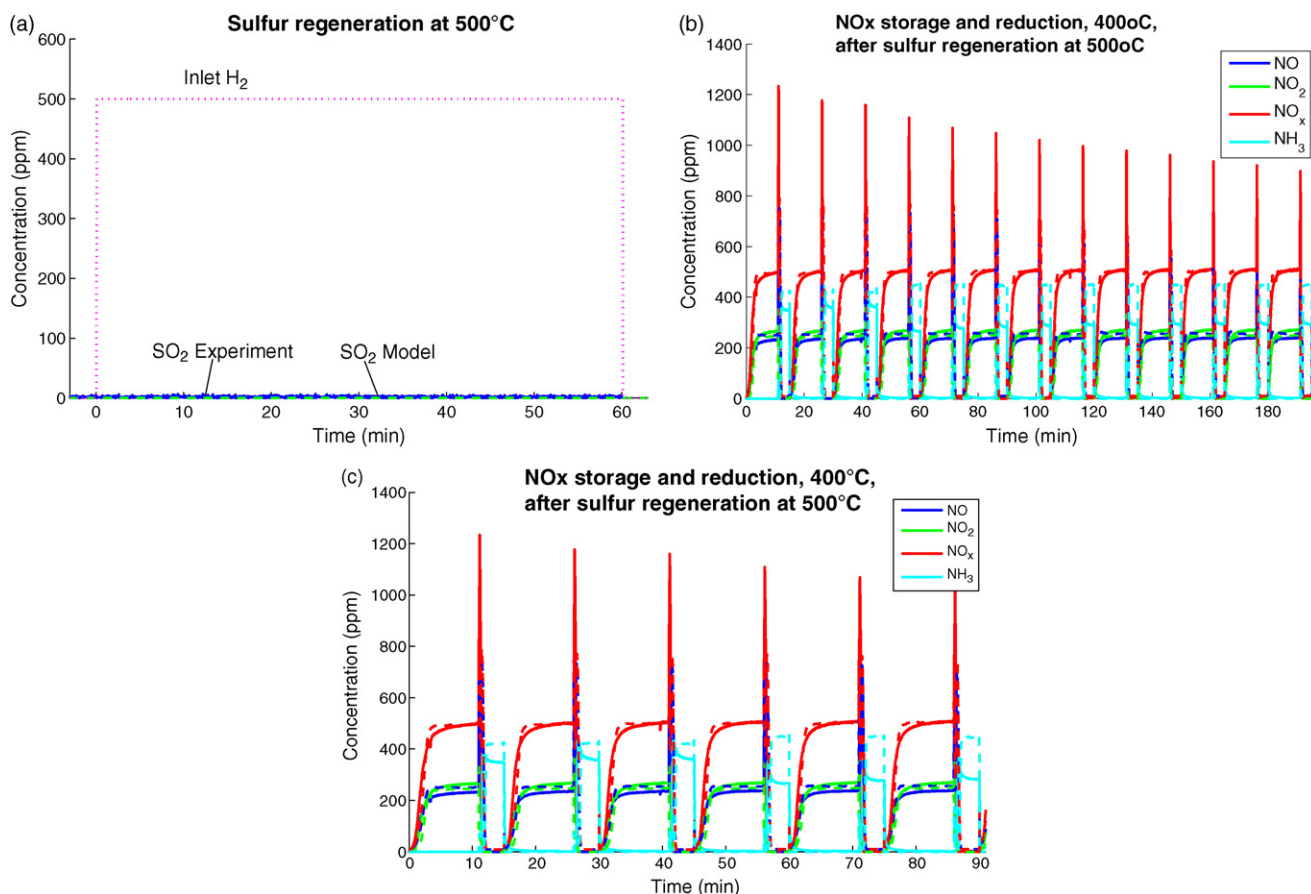 (a)
Sulfur regeneration at 500°C
600
500
400
300
200
100
0
Concentration (ppm)
Inlet H₂
SO₂ Experiment
SO₂ Model
0 10 20 30 40 50 60
Time (min)
(b)
NOx storage and reduction, 400oC,
after sulfur regeneration at 500oC
1400
1200
1000
800
600
400
200
0
Concentration (ppm)
NO
NO₂
NOₓ
NH₃
0 20 40 60 80 100 120 140 160 180
Time (min)
(c)
NOx storage and reduction, 400°C,
after sulfur regeneration at 500°C
1400
1200
1000
800
600
400
200
0
Concentration (ppm)
NO
NO₂
NOₓ
NH₃
0 10 20 30 40 50 60 70 80 90
Time (min)